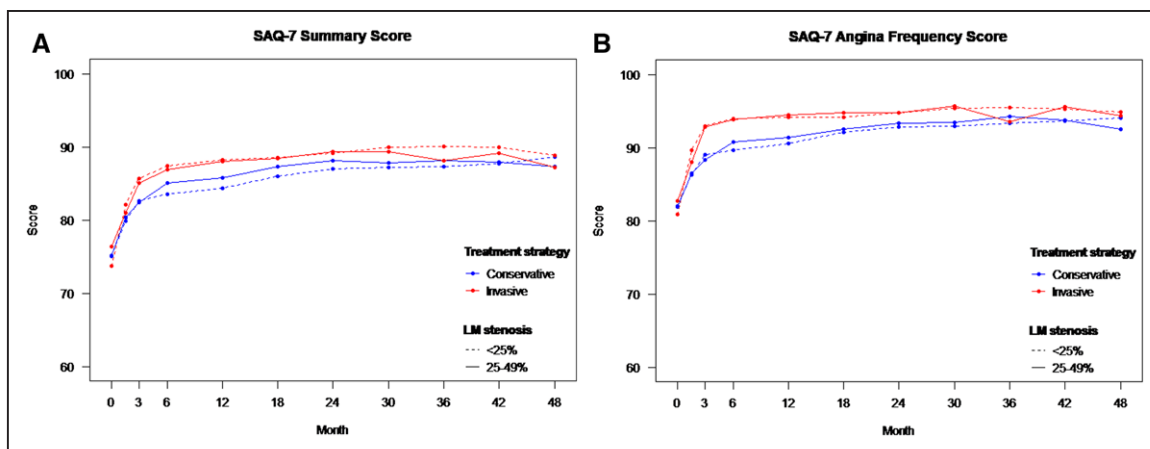 A
SAQ-7 Summary Score
100
90
80
70
60
Score
0 3 6 12 18 24 30 36 42 48
Month
Treatment strategy
Conservative
Invasive
LM stenosis
<25%
25-49%
B
SAQ-7 Angina Frequency Score
100
90
80
70
60
Score
0 3 6 12 18 24 30 36 42 48
Month
Treatment strategy
Conservative
Invasive
LM stenosis
<25%
25-49%